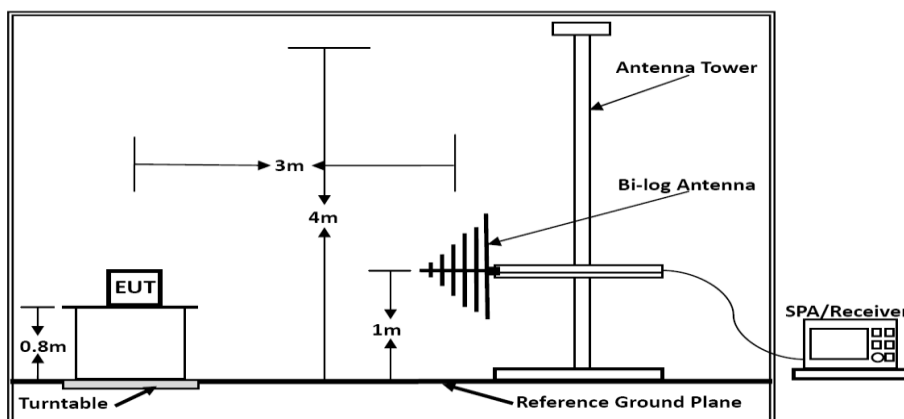 Antenna Tower
3m
Bi-log Antenna
4m
EUT
SPA/Receiver
1m
0.8m
Turntable
Reference Ground Plane